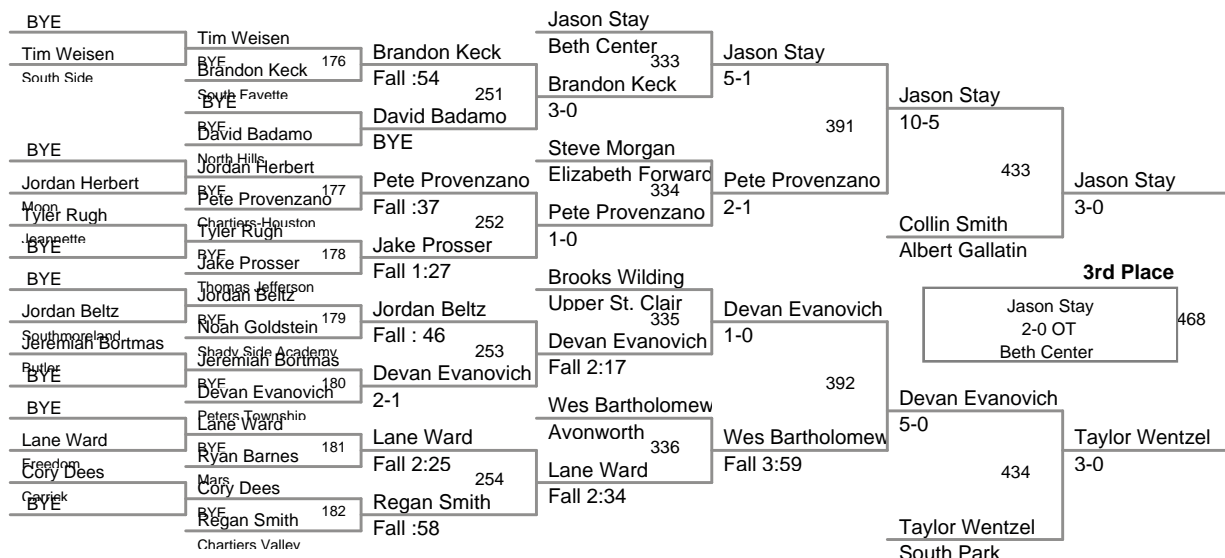 BYE
Tim Weisen
South Side
BYE
Jordan Herbert
Moon
Tyler Rugh
Jeannette
BYE
BYE
Jordan Beltz
Southmoreland
Jeremiah Bortmas
Butler
BYE
BYE
Lane Ward
Freedom
Cory Dees
Carrick
BYE
Tim Weisen
BYE 176
Brandon Keck
South Fayette
BYE
BYE
David Badamo
North Hills
Jordan Herbert
BYE 177
Pete Provenzano
Chartiers-Houston
Tyler Rugh
BYE 178
Jake Prosser
Thomas Jefferson
Jordan Beltz
BYE 179
Noah Goldstein
Shady Side Academy
Jeremiah Bortmas
BYE 180
Devan Evanovich
Peters Township
Lane Ward
BYE 181
Ryan Barnes
Mars
Cory Dees
BYE 182
Regan Smith
Chartiers Valley
Brandon Keck
Fall :54
251
David Badamo
BYE
Pete Provenzano
Fall :37
252
Jake Prosser
Fall 1:27
Jordan Beltz
Fall : 46
253
Devan Evanovich
2-1
Lane Ward
Fall 2:25
254
Regan Smith
Fall :58
Jason Stay
Beth Center
333
Brandon Keck
3-0
Steve Morgan
Elizabeth Forward
334
Pete Provenzano
1-0
Brooks Wilding
Upper St. Clair
335
Devan Evanovich
Fall 2:17
Wes Bartholomew
Avonworth
336
Lane Ward
Fall 2:34
Jason Stay
5-1
391
Pete Provenzano
2-1
Devan Evanovich
1-0
392
Wes Bartholomew
Fall 3:59
Jason Stay
10-5
433
Collin Smith
Albert Gallatin
Devan Evanovich
5-0
434
Taylor Wentzel
South Park
Jason Stay
3-0
3rd Place
Jason Stay
2-0 OT
Beth Center
468
Taylor Wentzel
3-0